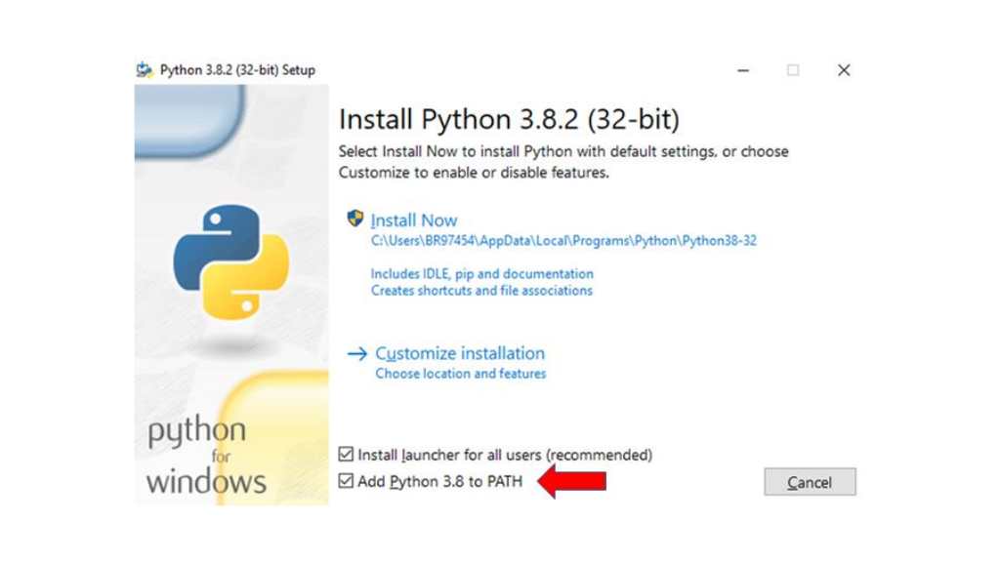 Python 3.8.2 (32-bit) Setup
Install Python 3.8.2 (32-bit)
Select Install Now to install Python with default settings, or choose
Customize to enable or disable features.
Install Now
C:\Users\BR97454\AppData\Local\Programs\Python\Python38-32
Includes IDLE, pip and documentation
Creates shortcuts and file associations
Customize installation
Choose location and features
python
for
windows
Install launcher for all users (recommended)
Add Python 3.8 to PATH
Cancel